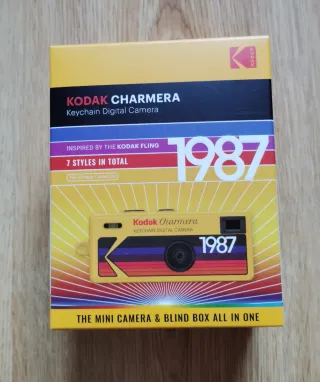 KODAK CHARMERA
Keychain Digital Camera
INSPIRED BY THE KODAK FLING
7 STYLES IN TOTAL
1987
Kodak Charmera
KEYCHAIN DIGITAL CAMERA
1987
THE MINI CAMERA & BLIND BOX ALL IN ONE